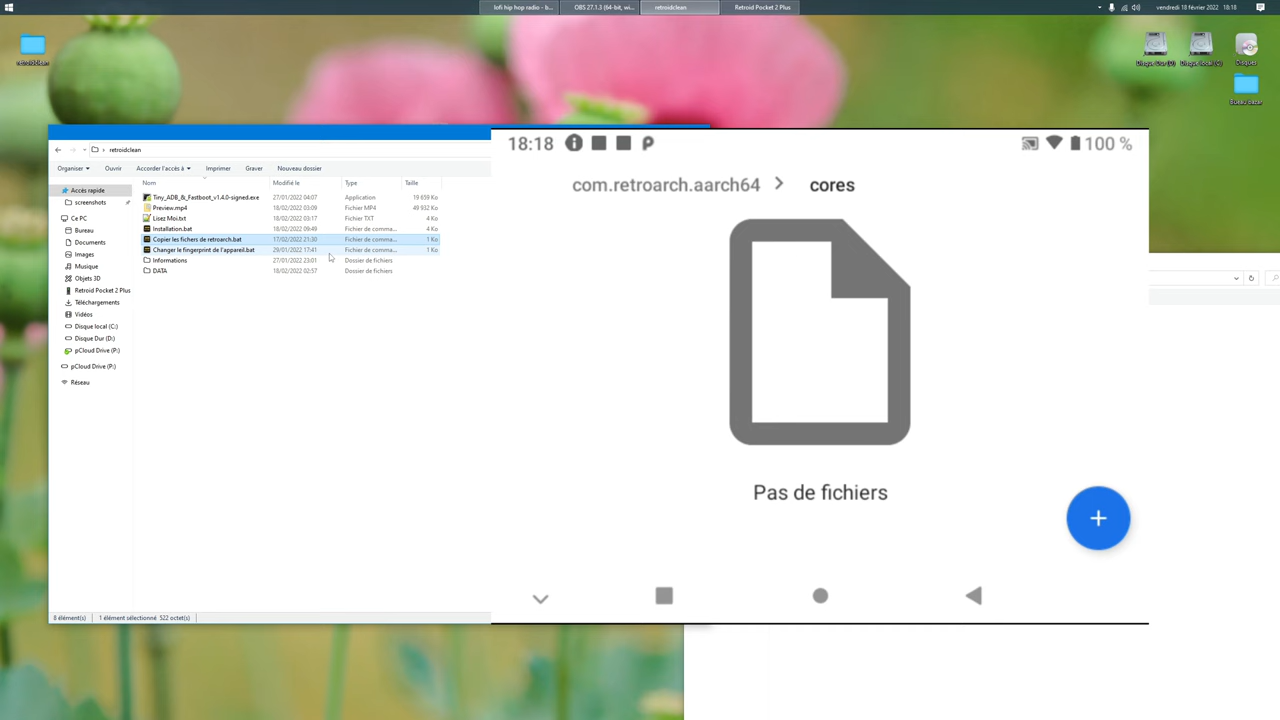 lofi hip hop radio - b...
OBS 27.1.3 (64-bit, wi...
retroidclean
Retroid Pocket 2 Plus
vendredi 18 février 2022
18:18
retroidclean
Disque Dur (D)
Disque local (C)
Disques
retroidclean
Organiser
Ouvrir
Accorder l'accès à
Imprimer
Graver
Nouveau dossier
Nom
Modifié le
Type
Taille
Accès rapide
screenshots
Ce PC
Bureau
Documents
Images
Musique
Objets 3D
Retroid Pocket 2 Plus
Téléchargements
Vidéos
Disque local (C:)
Disque Dur (D:)
pCloud Drive (P:)
pCloud Drive (P:)
Réseau
Tiny_ADB_&_Fastboot_v1.4.0-signed.exe 27/01/2022 04:07 Application 19 659 Ko
Preview.mp4 18/02/2022 03:09 Fichier MP4 49 932 Ko
Lisez Moi.txt 18/02/2022 03:17 Fichier TXT 4 Ko
Installation.bat 18/02/2022 09:49 Fichier de comma... 4 Ko
Copier les fichers de retroarch.bat 17/02/2022 21:30 Fichier de comma... 1 Ko
Changer le fingerprint de l'appareil.bat 29/01/2022 17:41 Fichier de comma... 1 Ko
Informations 27/01/2022 23:01 Dossier de fichiers
DATA 18/02/2022 02:57 Dossier de fichiers
8 élément(s)
1 élément sélectionné 522 octet(s)
18:18
100 %
com.retroarch.aarch64 > cores
Pas de fichiers
+